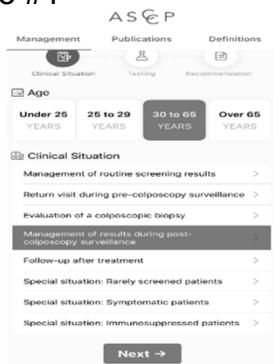 ASCCP
Management Publications Definitions
Clinical Situation Testing Recommendation
Age
Under 25 25 to 29 30 to 65 Over 65
YEARS YEARS YEARS YEARS
Clinical Situation
Management of routine screening results
Return visit during pre-colposcopy surveillance
Evaluation of a colposcopic biopsy
Management of results during post-
colposcopy surveillance
Follow-up after treatment
Special situation: Rarely screened patients
Special situation: Symptomatic patients
Special situation: Immunosuppressed patients
Next →